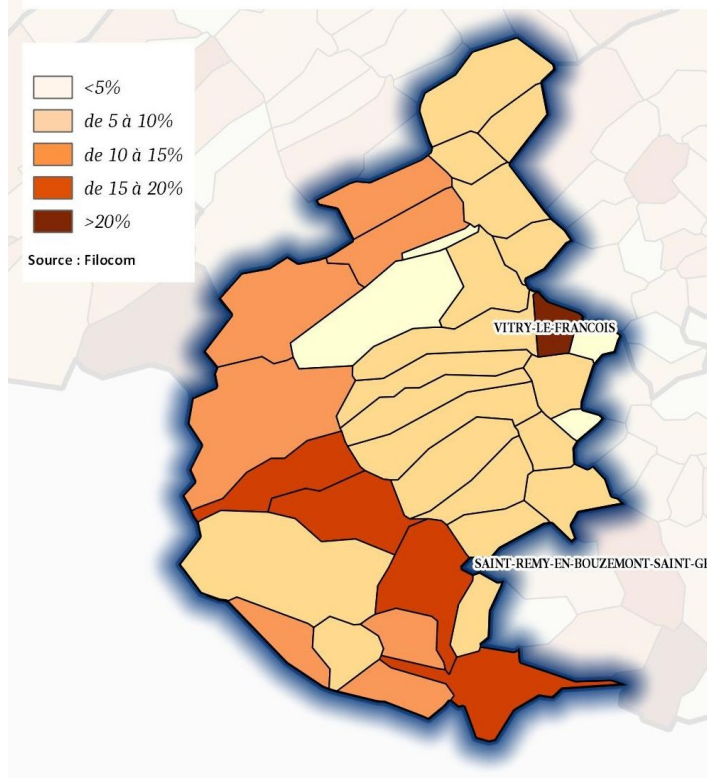 <5%
de 5 à 10%
de 10 à 15%
de 15 à 20%
>20%
Source : Filocom
VITRY-LE-FRANCOIS
SAINT-REMY-EN-BOUZEMONT-SAINT-GE